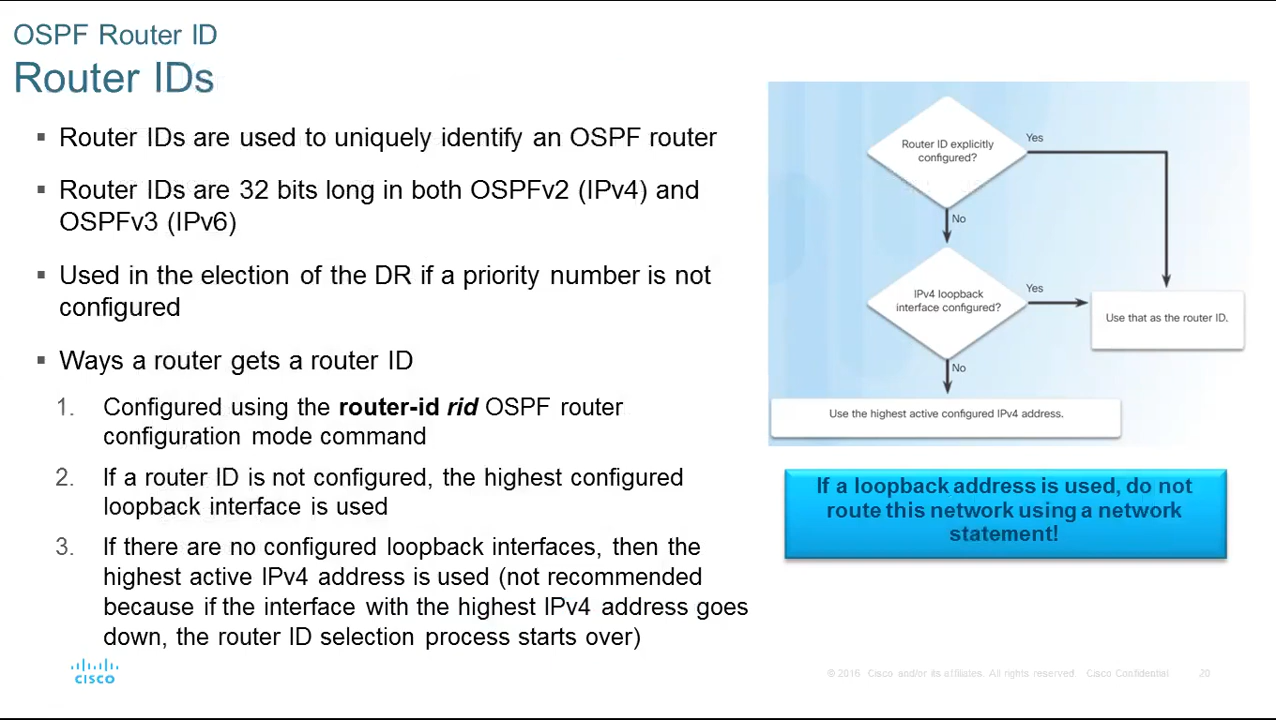 OSPF Router ID
Router IDs
▪ Router IDs are used to uniquely identify an OSPF router
▪ Router IDs are 32 bits long in both OSPFv2 (IPv4) and
OSPFv3 (IPv6)
▪ Used in the election of the DR if a priority number is not
configured
▪ Ways a router gets a router ID
1. Configured using the router-id rid OSPF router
configuration mode command
2. If a router ID is not configured, the highest configured
loopback interface is used
3. If there are no configured loopback interfaces, then the
highest active IPv4 address is used (not recommended
because if the interface with the highest IPv4 address goes
down, the router ID selection process starts over)
Router ID explicitly
configured?
Yes
No
IPv4 loopback
interface configured?
Yes
Use that as the router ID.
No
Use the highest active configured IPv4 address.
If a loopback address is used, do not
route this network using a network
statement!
CISCO
© 2016 Cisco and/or its affiliates. All rights reserved. Cisco Confidential 20